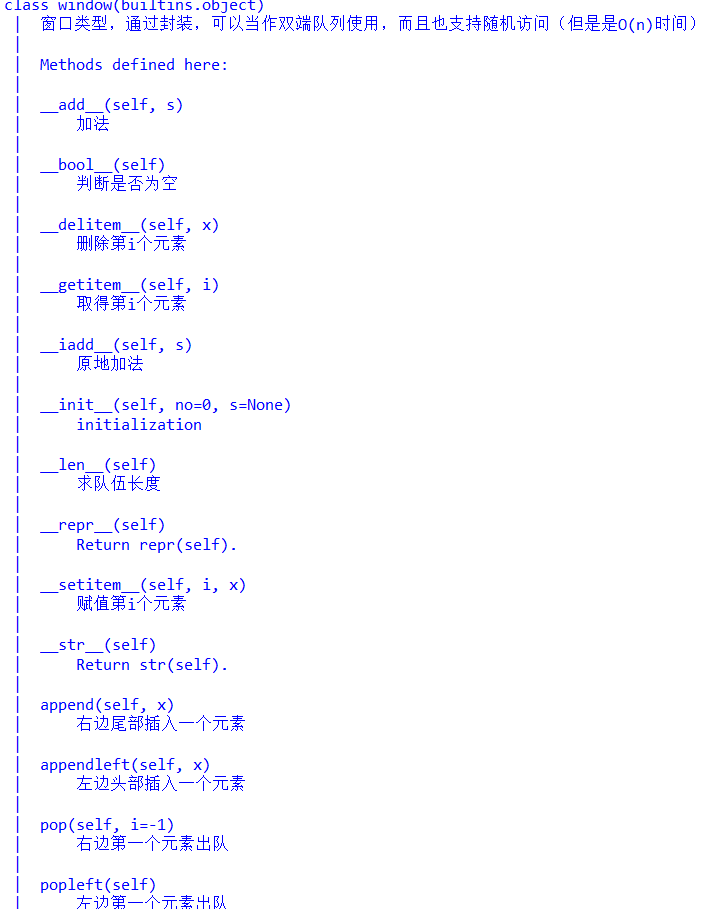 class window(builtins.object)
| 窗口类型，通过封装，可以当作双端队列使用，而且也支持随机访问（但是是O(n)时间）
|
| Methods defined here:
|
| __add__(self, s)
| 加法
|
| __bool__(self)
| 判断是否为空
|
| __delitem__(self, x)
| 删除第i个元素
|
| __getitem__(self, i)
| 取得第i个元素
|
| __iadd__(self, s)
| 原地加法
|
| __init__(self, no=0, s=None)
| initialization
|
| __len__(self)
| 求队伍长度
|
| __repr__(self)
| Return repr(self).
|
| __setitem__(self, i, x)
| 赋值第i个元素
|
| __str__(self)
| Return str(self).
|
| append(self, x)
| 右边尾部插入一个元素
|
| appendleft(self, x)
| 左边头部插入一个元素
|
| pop(self, i=-1)
| 右边第一个元素出队
|
| popleft(self)
| 左边第一个元素出队